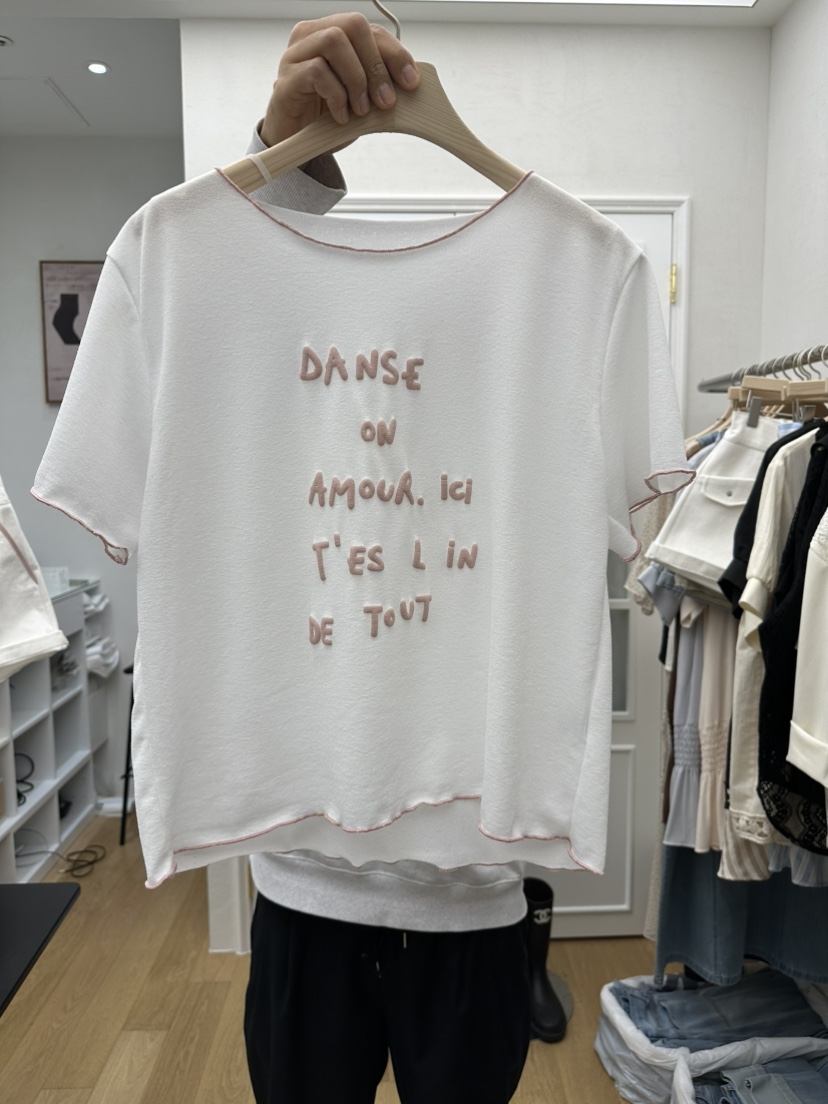 DANSE
ON
AMOUR. ici
T'ES L iN
DE TOUT